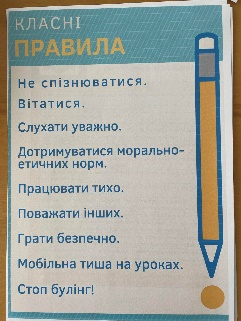 КЛАСНІ
ПРАВИЛА
Не спізнюватися.
Вітатися.
Слухати уважно.
Дотримуватися морально-
етичних норм.
Працювати тихо.
Поважати інших.
Грати безпечно.
Мобільна тиша на уроках.
Стоп булінг!